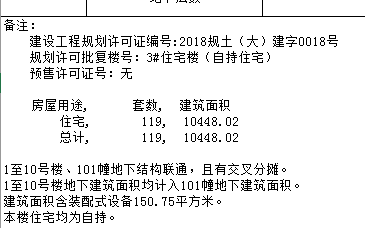 备注:
建设工程规划许可证编号:2018规土（大）建字0018号
规划许可批复楼号: 3#住宅楼（自持住宅）
预售许可证号: 无
房屋用途, 套数, 建筑面积
住宅, 119, 10448.02
总计, 119, 10448.02
1至10号楼、101幢地下结构联通，且有交叉分摊。
1至10号楼地下建筑面积均计入101幢地下建筑面积。
建筑面积含装配式设备150.75平方米。
本楼住宅均为自持。